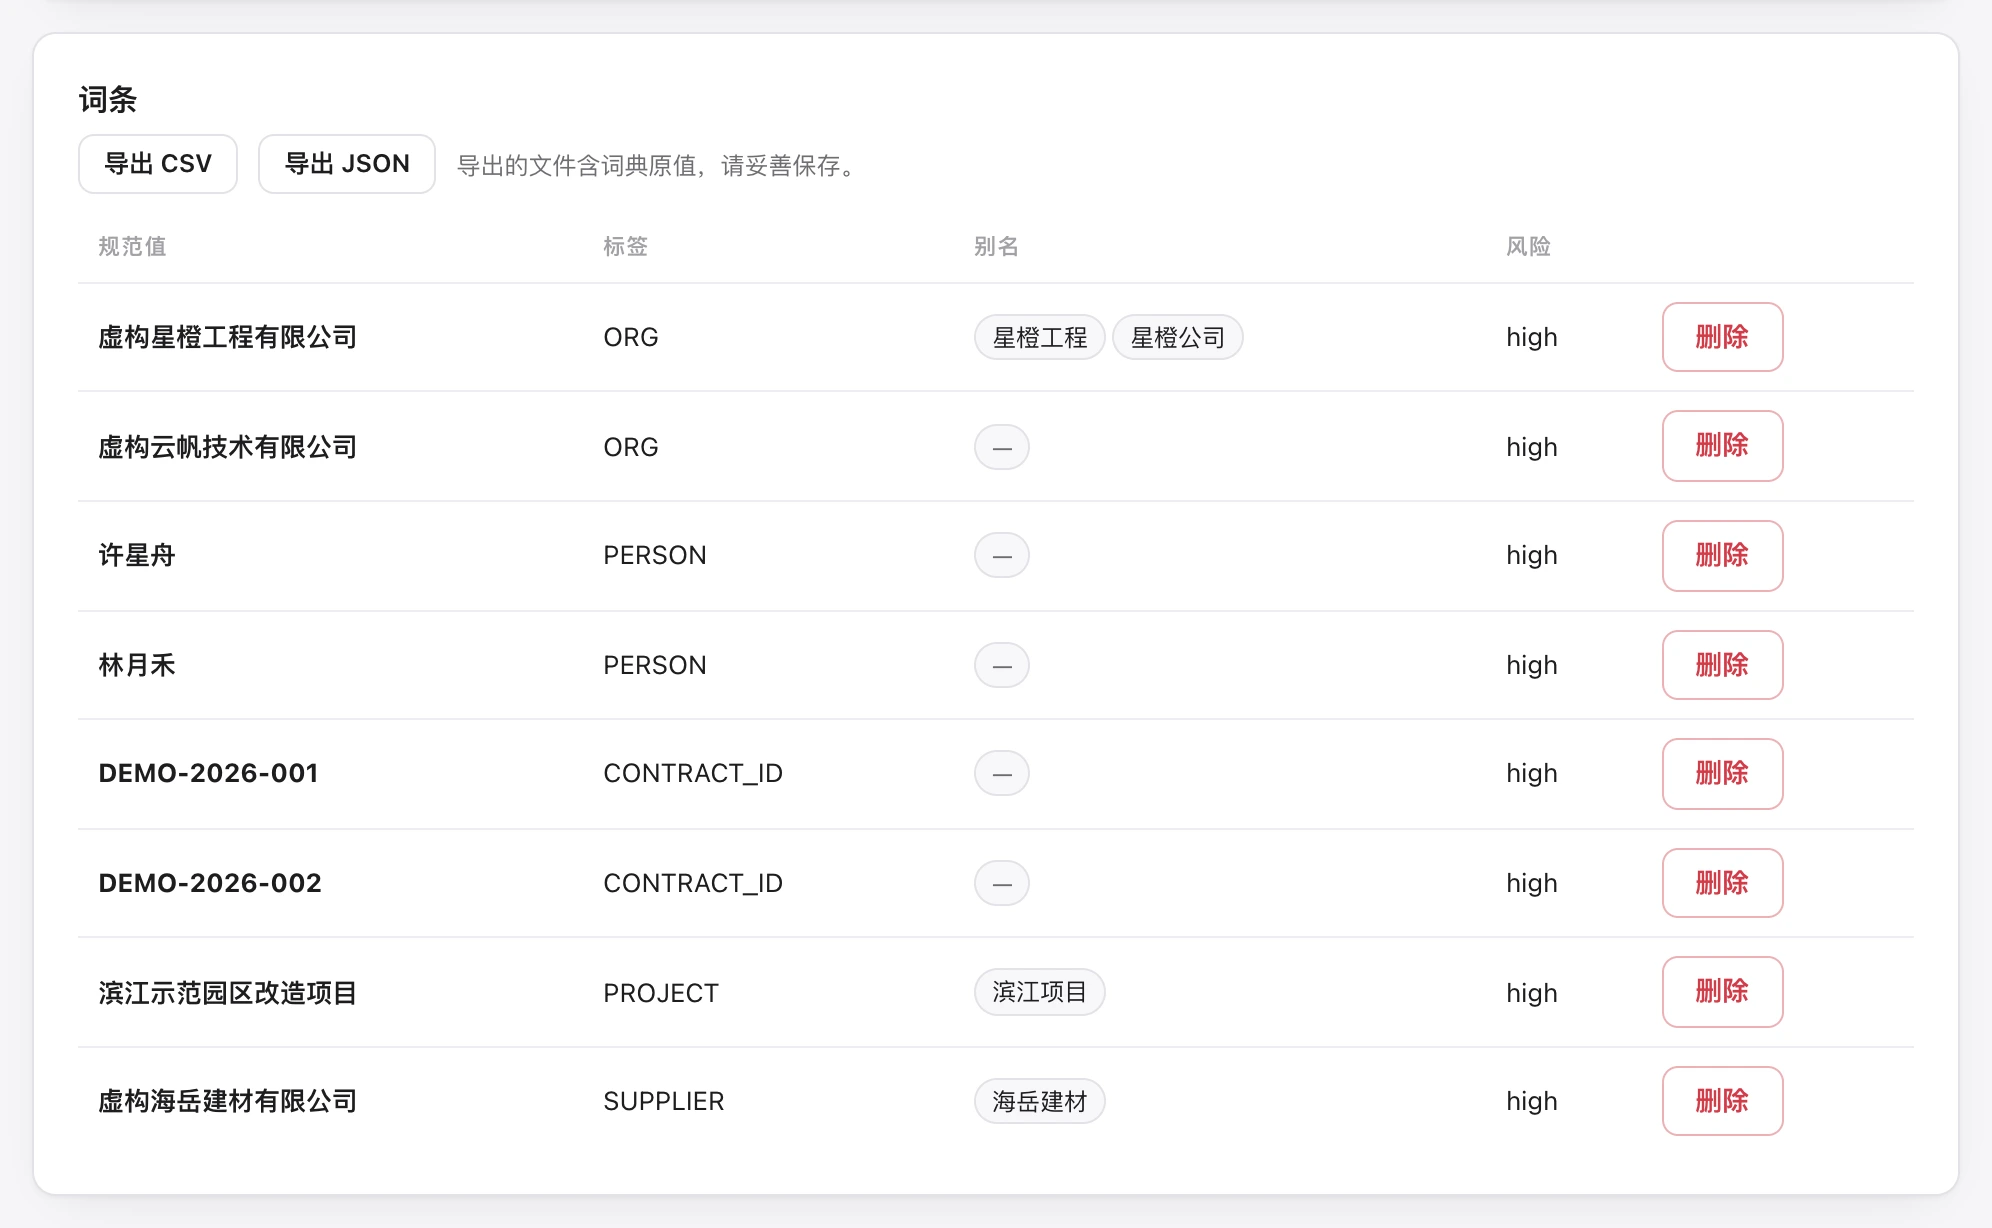 词条
导出 CSV 导出 JSON 导出的文件含词典原值，请妥善保存。
规范值 标签 别名 风险
虚构星橙工程有限公司 ORG 星橙工程 星橙公司 high 删除
虚构云帆技术有限公司 ORG — high 删除
许星舟 PERSON — high 删除
林月禾 PERSON — high 删除
DEMO-2026-001 CONTRACT_ID — high 删除
DEMO-2026-002 CONTRACT_ID — high 删除
滨江示范园区改造项目 PROJECT 滨江项目 high 删除
虚构海岳建材有限公司 SUPPLIER 海岳建材 high 删除